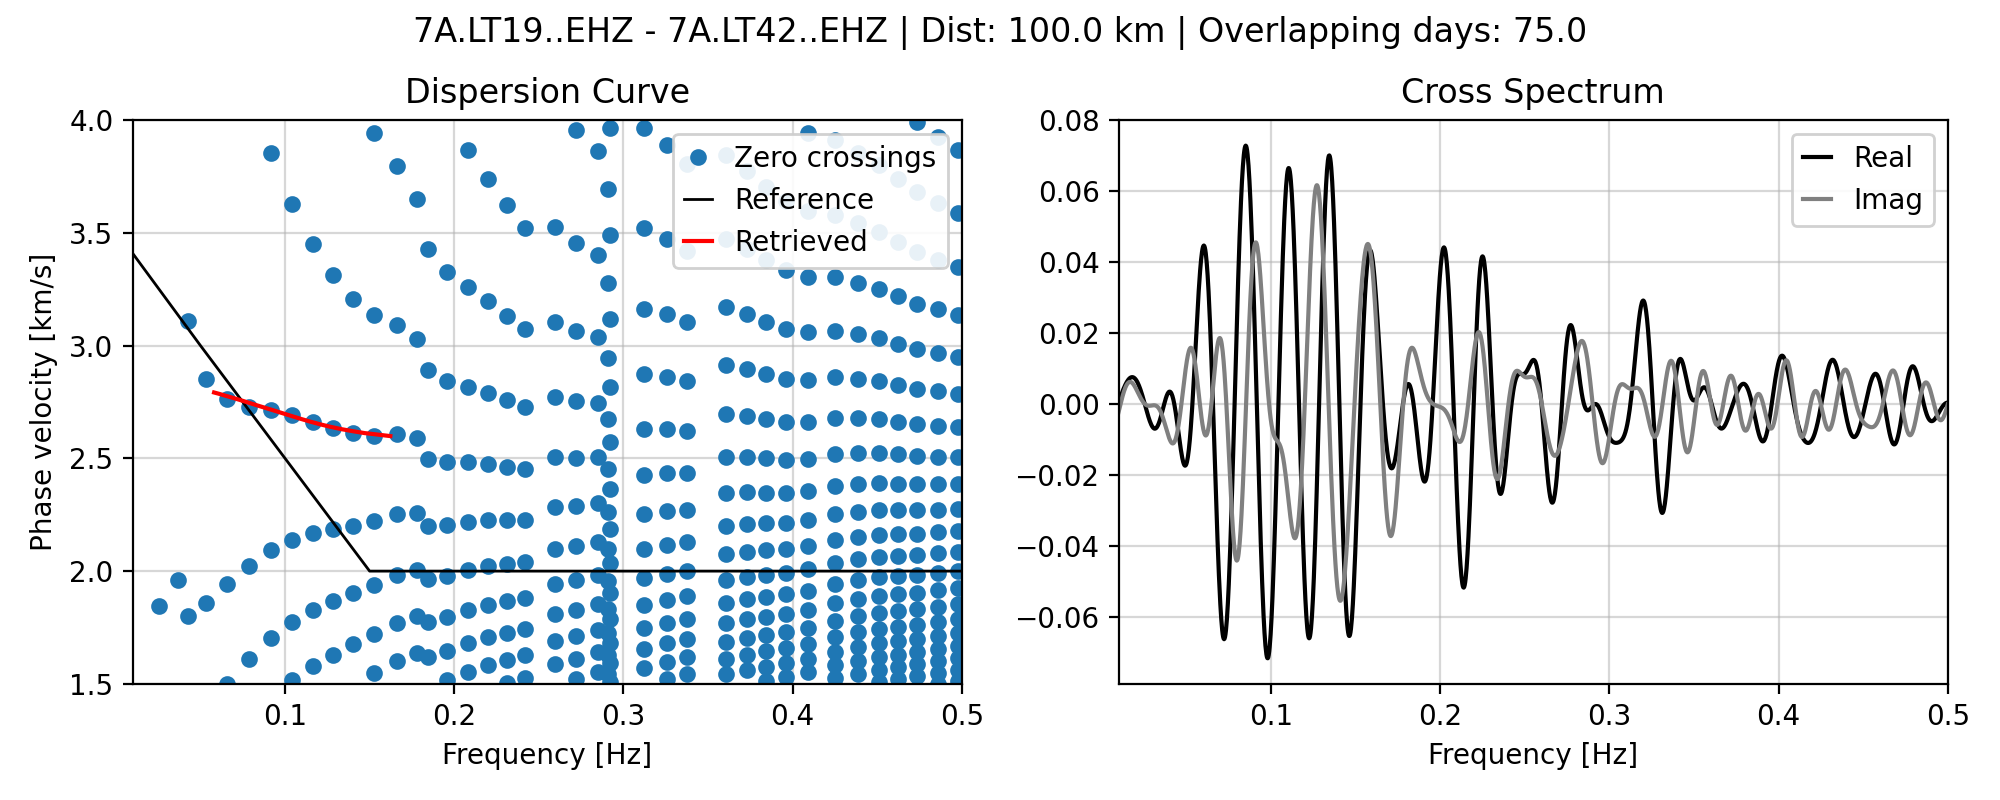 7A.LT19..EHZ - 7A.LT42..EHZ | Dist: 100.0 km | Overlapping days: 75.0
Dispersion Curve
4.0
3.5
3.0
2.5
2.0
1.5
Phase velocity [km/s]
0.1
0.2
0.3
0.4
0.5
Frequency [Hz]
Zero crossings
Reference
Retrieved
Cross Spectrum
0.08
0.06
0.04
0.02
0.00
−0.02
−0.04
−0.06
0.1
0.2
0.3
0.4
0.5
Frequency [Hz]
Real
Imag